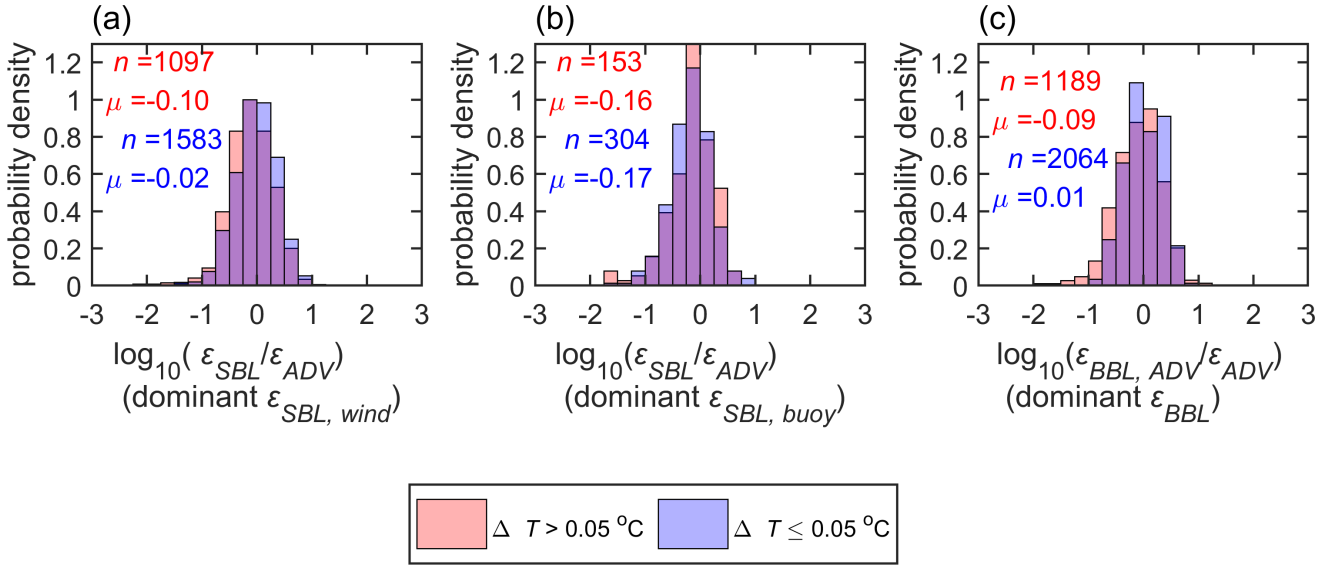 (a)
probability density
1.2
1
0.8
0.6
0.4
0.2
0
n =1097
μ =-0.10
n =1583
μ =-0.02
-3 -2 -1 0 1 2 3
log10( εSBL/εADV)
(dominant εSBL, wind)
(b)
probability density
1.2
1
0.8
0.6
0.4
0.2
0
n =153
μ =-0.16
n =304
μ =-0.17
-3 -2 -1 0 1 2 3
log10(εSBL/εADV)
(dominant εSBL, buoy)
(c)
probability density
1.2
1
0.8
0.6
0.4
0.2
0
n =1189
μ =-0.09
n =2064
μ =0.01
-3 -2 -1 0 1 2 3
log10(εBBL, ADV/εADV)
(dominant εBBL)
Δ T > 0.05 °C Δ T ≤ 0.05 °C